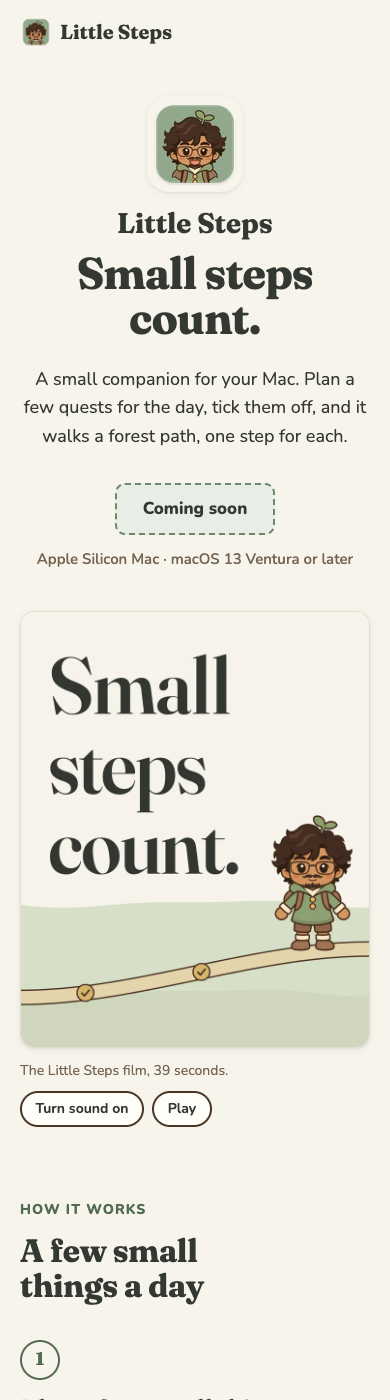 Little Steps
Little Steps
Small steps
count.
A small companion for your Mac. Plan a
few quests for the day, tick them off, and it
walks a forest path, one step for each.
Coming soon
Apple Silicon Mac · macOS 13 Ventura or later
Small
steps
count.
The Little Steps film, 39 seconds.
Turn sound on
Play
HOW IT WORKS
A few small
things a day
1